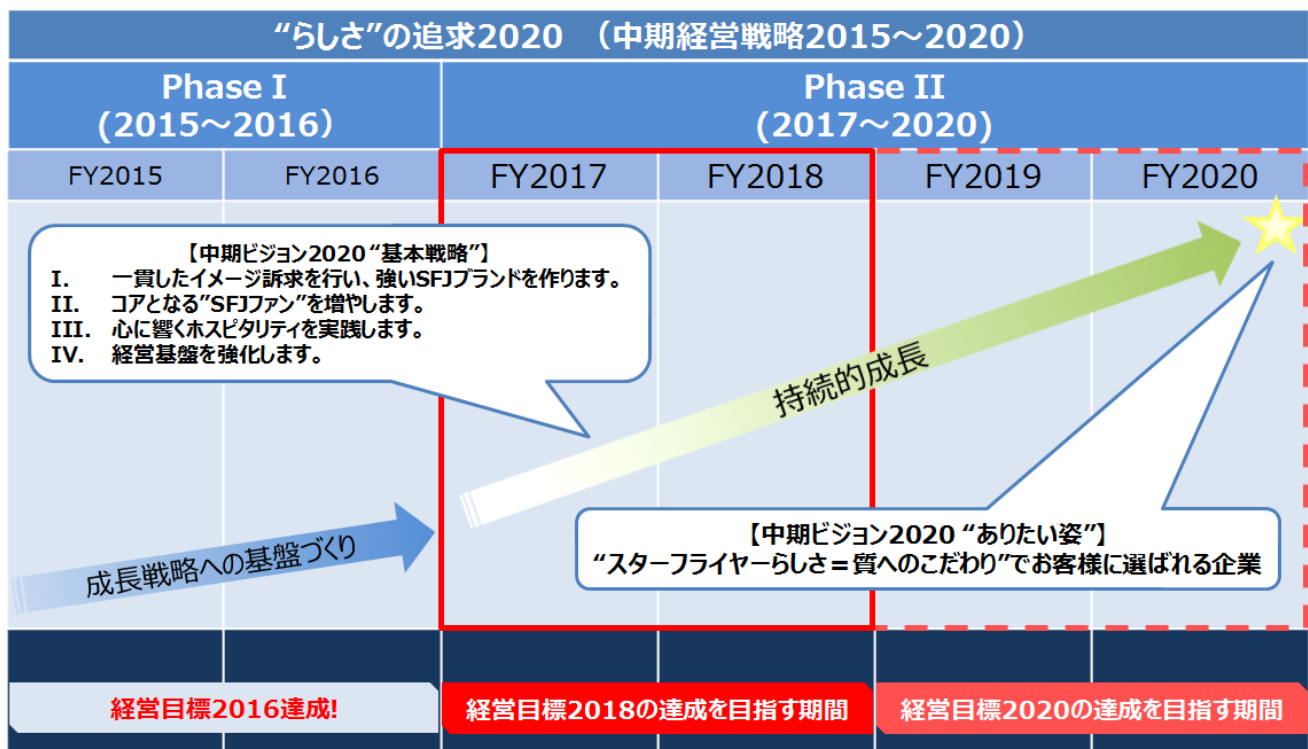 “らしさ”の追求2020 （中期経営戦略2015～2020）
Phase I
(2015～2016)
Phase II
(2017～2020)
FY2015
FY2016
FY2017
FY2018
FY2019
FY2020
【中期ビジョン2020“基本戦略”】
I. 一貫したイメージ訴求を行い、強いSFJブランドを作ります。
II. コアとなる”SFJファン”を増やします。
III. 心に響くホスピタリティを実践します。
IV. 経営基盤を強化します。
持続的成長
成長戦略への基盤づくり
【中期ビジョン2020 “ありたい姿”】
“スターフライヤーらしさ＝質へのこだわり”でお客様に選ばれる企業
経営目標2016達成!
経営目標2018の達成を目指す期間
経営目標2020の達成を目指す期間